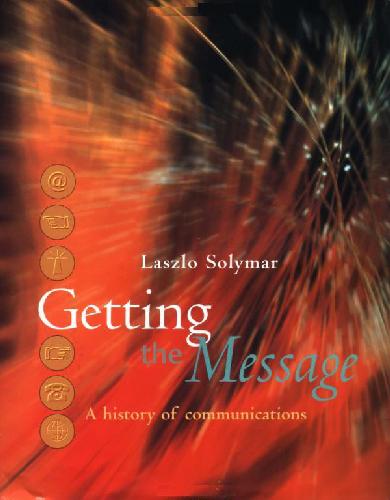 @
Laszlo Solymar
Getting
the Message
A history of communications